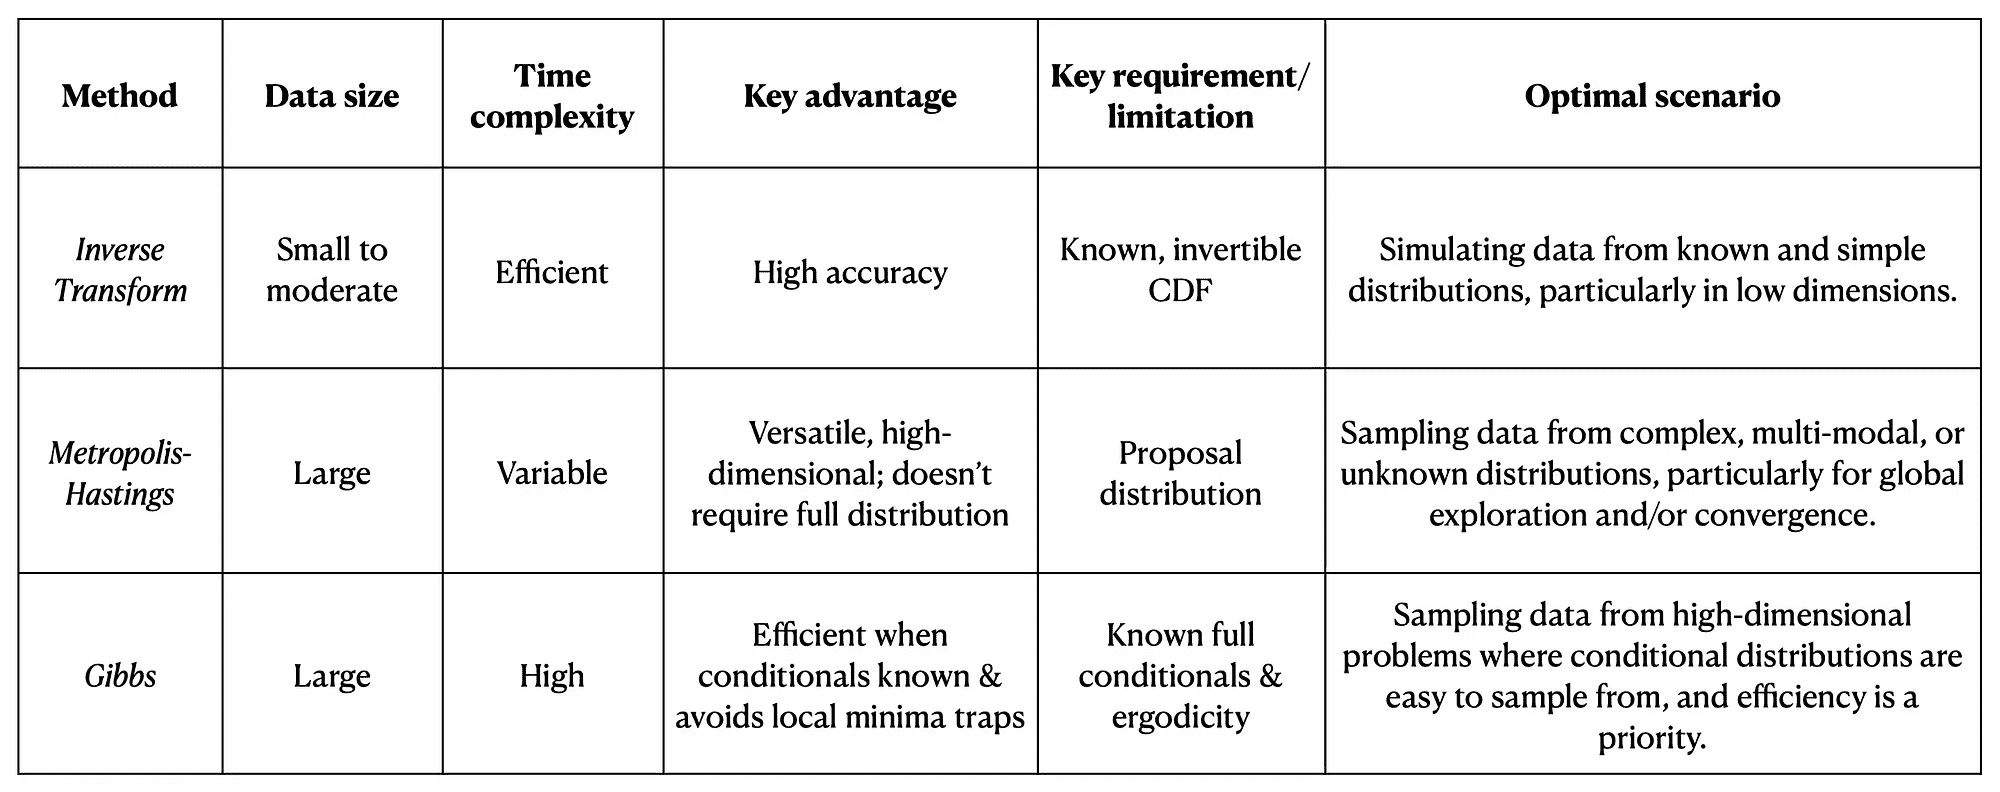 Method
Data size
Time
complexity
Key advantage
Key requirement/
limitation
Optimal scenario
Inverse
Transform
Small to
moderate
Efficient
High accuracy
Known, invertible
CDF
Simulating data from known and simple
distributions, particularly in low dimensions.
Metropolis-
Hastings
Large
Variable
Versatile, high-
dimensional; doesn’t
require full distribution
Proposal
distribution
Sampling data from complex, multi-modal, or
unknown distributions, particularly for global
exploration and/or convergence.
Gibbs
Large
High
Efficient when
conditionals known &
avoids local minima traps
Known full
conditionals &
ergodicity
Sampling data from high-dimensional
problems where conditional distributions are
easy to sample from, and efficiency is a
priority.